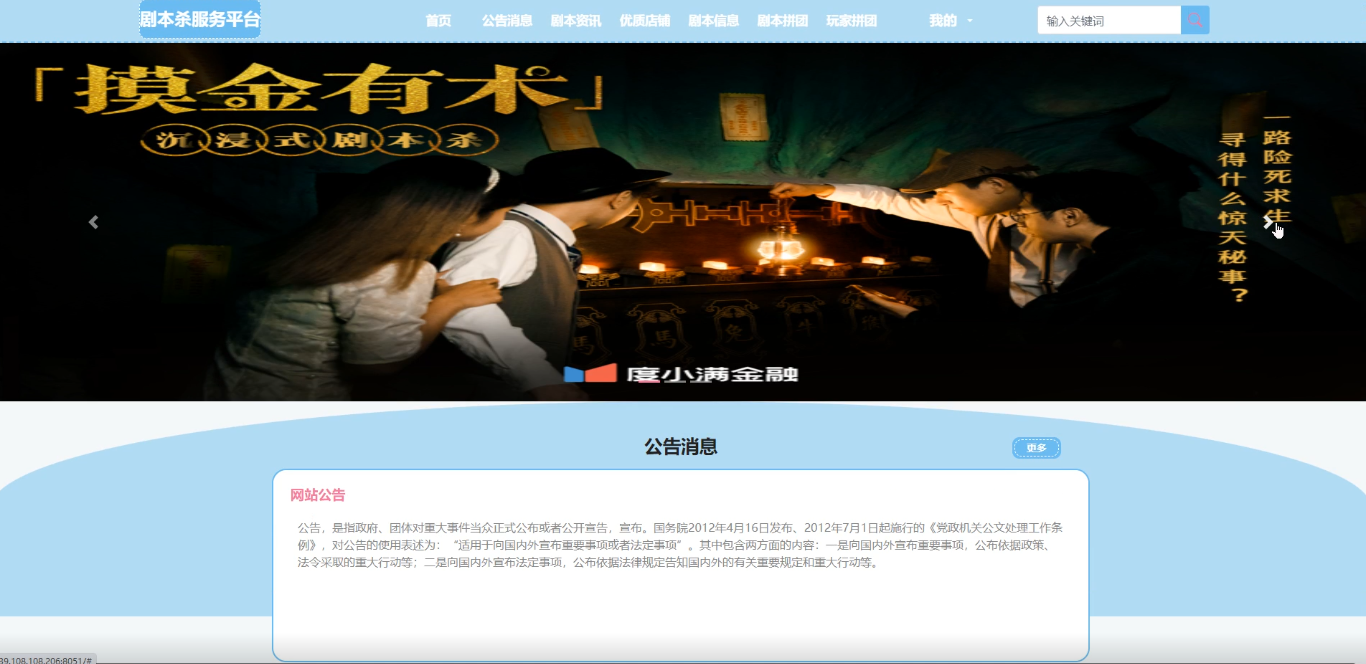 剧本杀服务平台
首页 公告消息 剧本资讯 优质店铺 剧本信息 剧本拼团 玩家拼团 我的
输入关键词
「摸金有术」
沉浸式剧本杀
一路险死求生
寻得什么惊天秘事？
度小满金融
公告消息
更多
网站公告
公告，是指政府、团体对重大事件当众正式公布或者公开宣告，宣布。国务院2012年4月16日发布、2012年7月1日起施行的《党政机关公文处理工作条
例》，对公告的使用表述为：“适用于向国内外宣布重要事项或者法定事项”。其中包含两方面的内容：一是向国内外宣布重要事项，公布依据政策、
法令采取的重大行动等；二是向国内外宣布法定事项，公布依据法律规定告知国内外的有关重要规定和重大行动等。
39.108.108.206:8051/#